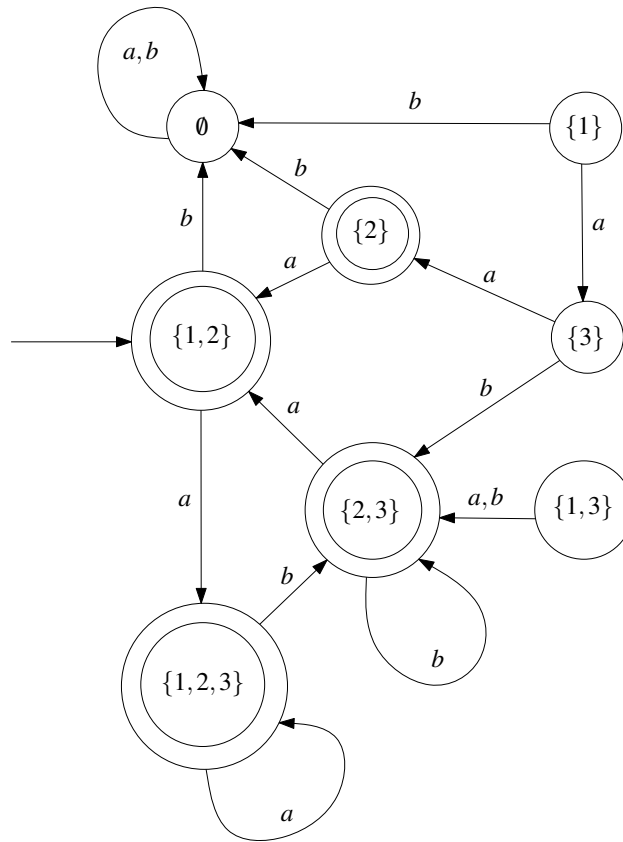 a, b
b
∅
{1}
b
b
a
{2}
a
a
{1, 2}
{3}
b
a
a
{2, 3}
a, b
{1, 3}
b
b
{1, 2, 3}
a